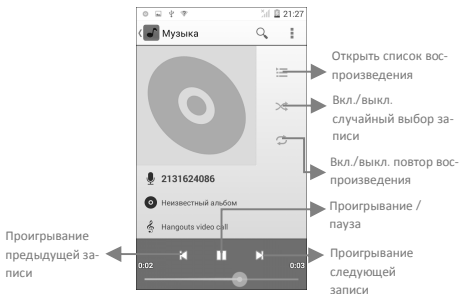 21:27
Музыка
Открыть список вос-
произведения
Вкл./выкл.
случайный выбор за-
писи
Вкл./выкл. повтор вос-
произведения
2131624086
Неизвестный альбом
Hangouts video call
Проигрывание /
пауза
Проигрывание
предыдущей за-
писи
0:02
0:03
Проигрывание
следующей
записи